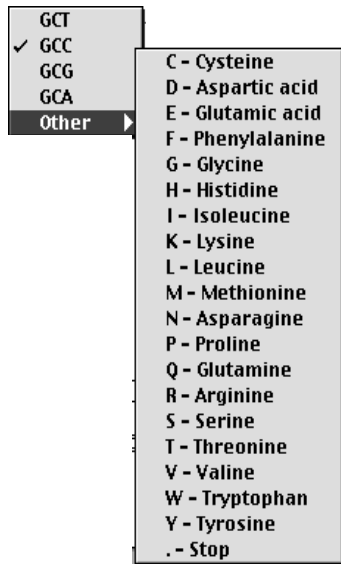 GCT
✓ GCC
GCG
GCA
Other
C - Cysteine
D - Aspartic acid
E - Glutamic acid
F - Phenylalanine
G - Glycine
H - Histidine
I - Isoleucine
K - Lysine
L - Leucine
M - Methionine
N - Asparagine
P - Proline
Q - Glutamine
R - Arginine
S - Serine
T - Threonine
V - Valine
W - Tryptophan
Y - Tyrosine
. - Stop